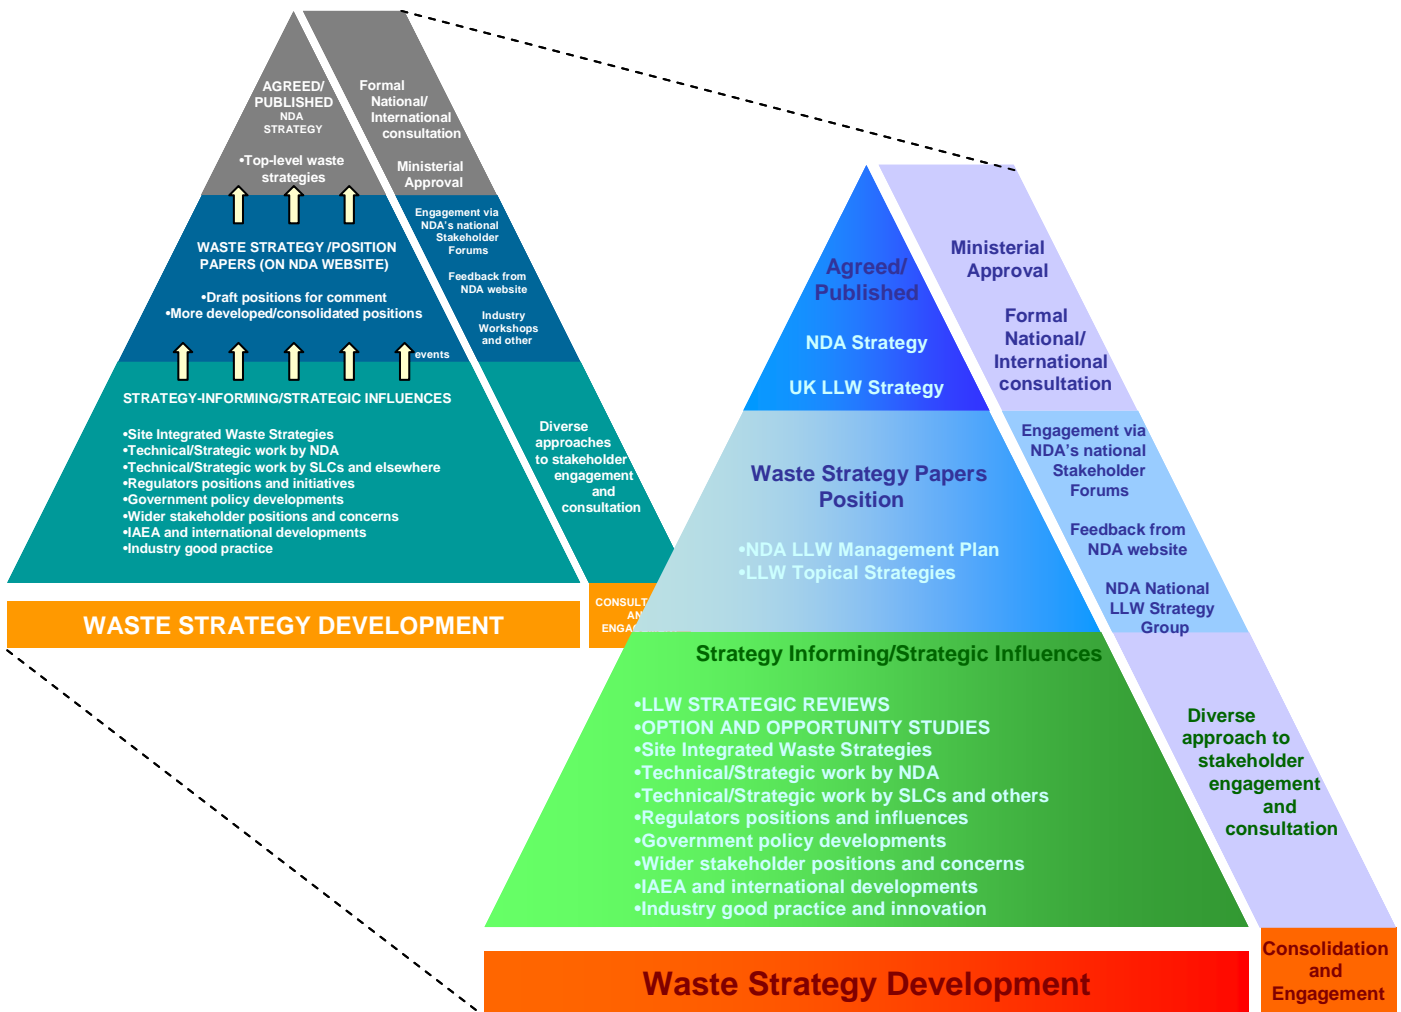 AGREED/
PUBLISHED
NDA
STRATEGY
•Top-level waste
strategies
Formal
National/
International
consultation
Ministerial
Approval
WASTE STRATEGY /POSITION
PAPERS (ON NDA WEBSITE)
•Draft positions for comment
•More developed/consolidated positions
Engagement via
NDA's national
Stakeholder
Forums
Feedback from
NDA website
Industry
Workshops
and other
events
STRATEGY-INFORMING/STRATEGIC INFLUENCES
•Site Integrated Waste Strategies
•Technical/Strategic work by NDA
•Technical/Strategic work by SLCs and elsewhere
•Regulators positions and initiatives
•Government policy developments
•Wider stakeholder positions and concerns
•IAEA and international developments
•Industry good practice
Diverse
approaches
to stakeholder
engagement
and
consultation
WASTE STRATEGY DEVELOPMENT
Agreed/
Published
NDA Strategy
UK LLW Strategy
Ministerial
Approval
Formal
National/
International
consultation
Waste Strategy Papers
Position
•NDA LLW Management Plan
•LLW Topical Strategies
Engagement via
NDA's national
Stakeholder
Forums
Feedback from
NDA website
NDA National
LLW Strategy
Group
Strategy Informing/Strategic Influences
•LLW STRATEGIC REVIEWS
•OPTION AND OPPORTUNITY STUDIES
•Site Integrated Waste Strategies
•Technical/Strategic work by NDA
•Technical/Strategic work by SLCs and others
•Regulators positions and influences
•Government policy developments
•Wider stakeholder positions and concerns
•IAEA and international developments
•Industry good practice and innovation
Diverse
approach to
stakeholder
engagement
and
consultation
Waste Strategy Development
Consolidation
and
Engagement